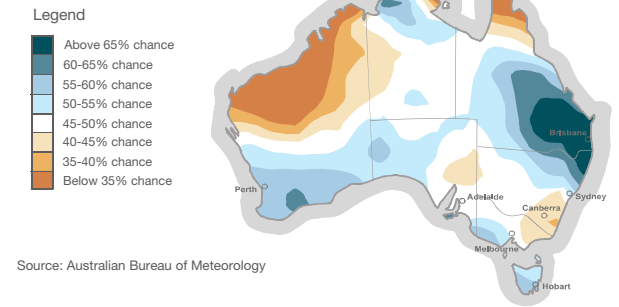 Legend
Above 65% chance
60-65% chance
55-60% chance
50-55% chance
45-50% chance
40-45% chance
35-40% chance
Below 35% chance
Brisbane
Perth
Adelaide
Sydney
Canberra
Melbourne
Source: Australian Bureau of Meteorology
Hobart